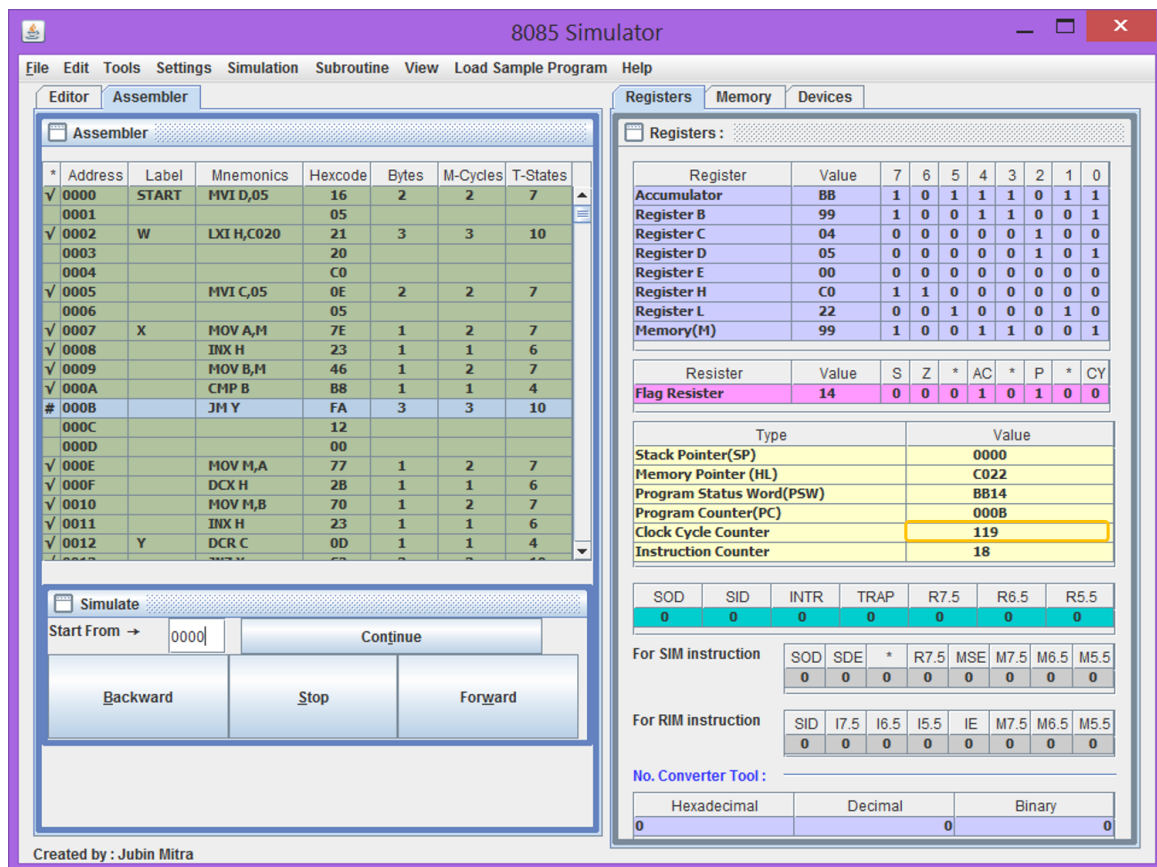 8085 Simulator
File Edit Tools Settings Simulation Subroutine View Load Sample Program Help
Editor Assembler
Assembler
* Address Label Mnemonics Hexcode Bytes M-Cycles T-States
√ 0000 START MVI D,05 16 2 2 7
0001 05
√ 0002 W LXI H,C020 21 3 3 10
0003 20
0004 C0
√ 0005 MVI C,05 0E 2 2 7
0006 05
√ 0007 X MOV A,M 7E 1 2 7
√ 0008 INX H 23 1 1 6
√ 0009 MOV B,M 46 1 2 7
√ 000A CMP B B8 1 1 4
# 000B JM Y FA 3 3 10
000C 12
000D 00
√ 000E MOV M,A 77 1 2 7
√ 000F DCX H 2B 1 1 6
√ 0010 MOV M,B 70 1 2 7
√ 0011 INX H 23 1 1 6
√ 0012 Y DCR C 0D 1 1 4
Simulate
Start From → 0000 Continue
Backward Stop Forward
Registers Memory Devices
Registers :
Register Value 7 6 5 4 3 2 1 0
Accumulator BB 1 0 1 1 1 0 1 1
Register B 99 1 0 0 1 1 0 0 1
Register C 04 0 0 0 0 0 1 0 0
Register D 05 0 0 0 0 0 1 0 1
Register E 00 0 0 0 0 0 0 0 0
Register H C0 1 1 0 0 0 0 0 0
Register L 22 0 0 1 0 0 0 1 0
Memory(M) 99 1 0 0 1 1 0 0 1
Resister Value S Z * AC * P * CY
Flag Resister 14 0 0 0 1 0 1 0 0
Type Value
Stack Pointer(SP) 0000
Memory Pointer (HL) C022
Program Status Word(PSW) BB14
Program Counter(PC) 000B
Clock Cycle Counter 119
Instruction Counter 18
SOD SID INTR TRAP R7.5 R6.5 R5.5
0 0 0 0 0 0 0
For SIM instruction SOD SDE * R7.5 MSE M7.5 M6.5 M5.5
0 0 0 0 0 0 0 0
For RIM instruction SID I7.5 I6.5 I5.5 IE M7.5 M6.5 M5.5
0 0 0 0 0 0 0 0
No. Converter Tool :
Hexadecimal Decimal Binary
0 0 0
Created by : Jubin Mitra